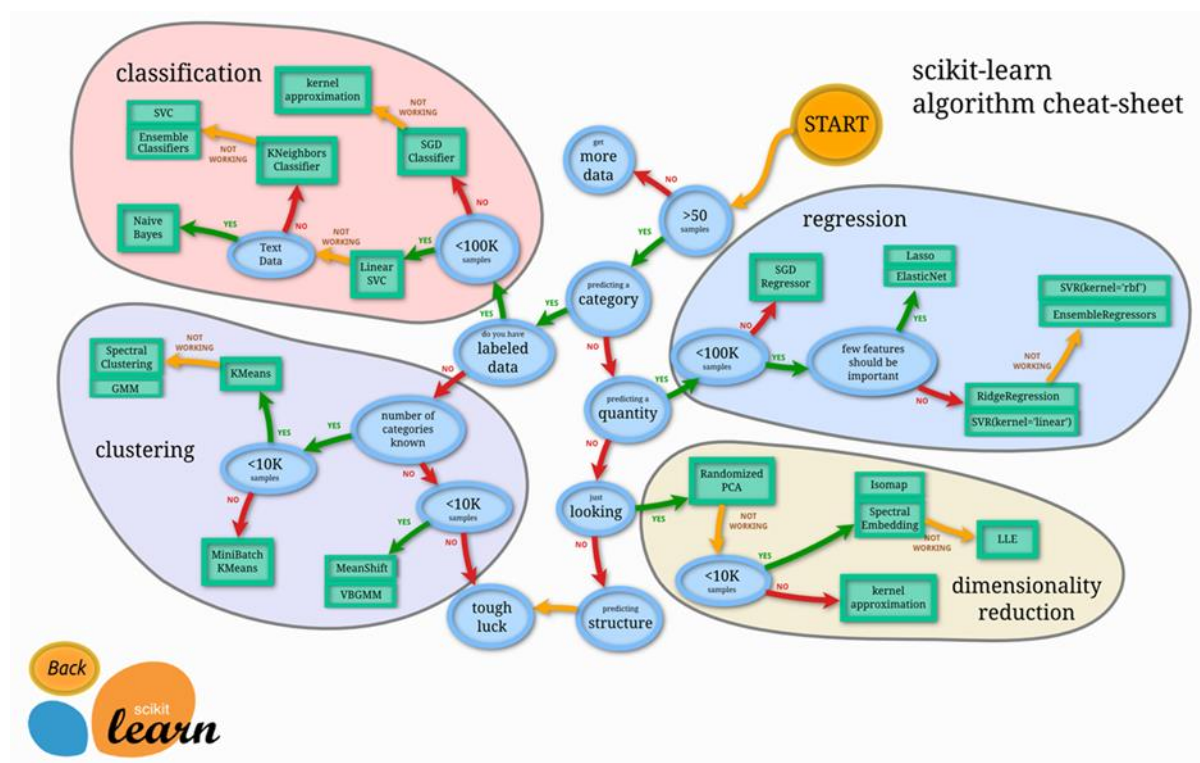 scikit-learn
algorithm cheat-sheet
START
classification
kernel
approximation
NOT
WORKING
SVC
Ensemble
Classifiers
NOT
WORKING
KNeighbors
Classifier
SGD
Classifier
NO
Naive
Bayes
YES
Text
Data
NO
NOT
WORKING
Linear
SVC
YES
<100K
samples
YES
get
more
data
NO
>50
samples
YES
predicting a
category
YES
NO
do you have
labeled
data
NO
predicting a
quantity
YES
NO
just
looking
YES
NO
predicting
structure
tough
luck
regression
SGD
Regressor
NO
<100K
samples
YES
Lasso
ElasticNet
YES
few features
should be
important
NO
SVR(kernel='rbf')
EnsembleRegressors
NOT
WORKING
RidgeRegression
SVR(kernel='linear')
clustering
Spectral
Clustering
GMM
NOT
WORKING
KMeans
YES
<10K
samples
NO
MiniBatch
KMeans
number of
categories
known
YES
NO
<10K
samples
YES
NO
MeanShift
VBGMM
Randomized
PCA
NOT
WORKING
<10K
samples
YES
NO
Isomap
Spectral
Embedding
NOT
WORKING
LLE
kernel
approximation
dimensionality
reduction
Back
scikit
learn